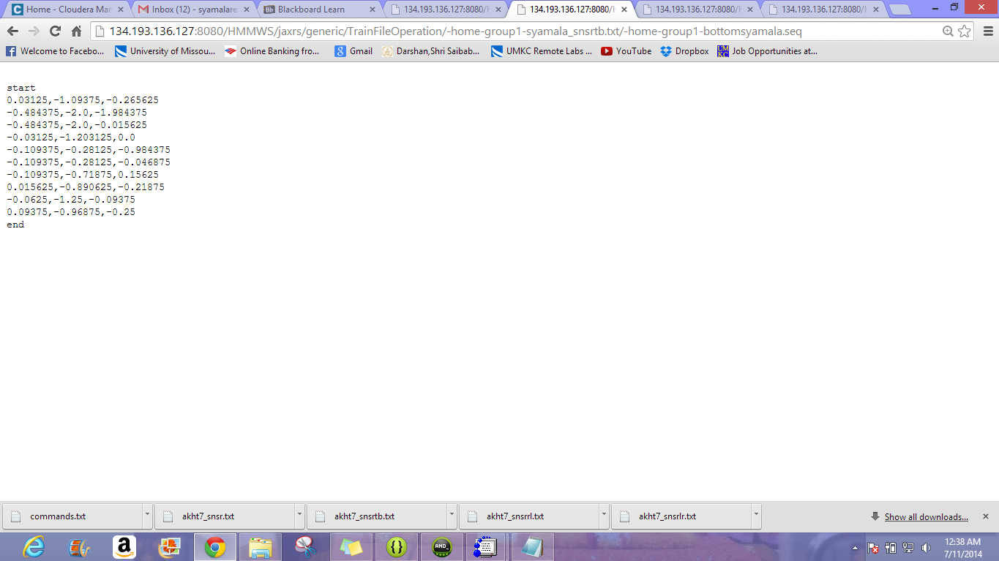 Home - Cloudera Mar
Inbox (12) - syamalare
Bb Blackboard Learn
134.193.136.127:8080/H
134.193.136.127:8080/H
134.193.136.127:8080/H
134.193.136.127:8080/H
134.193.136.127:8080/HMMWS/jaxrs/generic/TrainFileOperation/-home-group1-syamala_snsrtb.txt/-home-group1-bottomsyamala.seq
Welcome to Facebo... University of Missou... Online Banking fro... Gmail Darshan,Shri Saibab... UMKC Remote Labs ... YouTube Dropbox UMKC Job Opportunities at...
start
0.03125,-1.09375,-0.265625
-0.484375,-2.0,-1.984375
-0.484375,-2.0,-0.015625
-0.03125,-1.203125,0.0
-0.109375,-0.28125,-0.984375
-0.109375,-0.28125,-0.046875
-0.109375,-0.71875,0.15625
0.015625,-0.890625,-0.21875
-0.0625,-1.25,-0.09375
0.09375,-0.96875,-0.25
end
commands.txt akht7_snsr.txt akht7_snsrtb.txt akht7_snsrrl.txt akht7_snsrlr.txt Show all downloads...
AND_
12:38 AM
7/11/2014